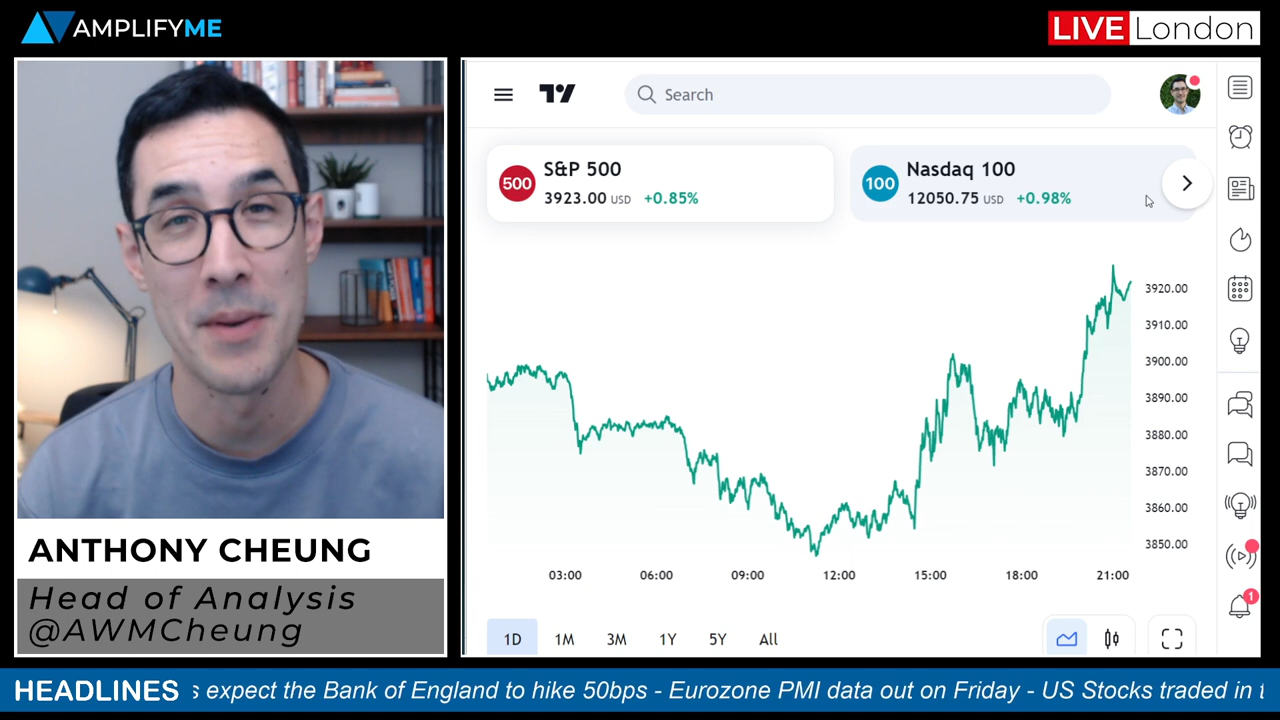 AMPLIFYME
LIVE London
Search
500
S&P 500
3923.00 USD +0.85%
100
Nasdaq 100
12050.75 USD +0.98%
3920.00
3910.00
3900.00
3890.00
3880.00
3870.00
3860.00
3850.00
03:00 06:00 09:00 12:00 15:00 18:00 21:00
1D 1M 3M 1Y 5Y All
1
ANTHONY CHEUNG
Head of Analysis
@AWMCheung
HEADLINES s expect the Bank of England to hike 50bps - Eurozone PMI data out on Friday - US Stocks traded in t